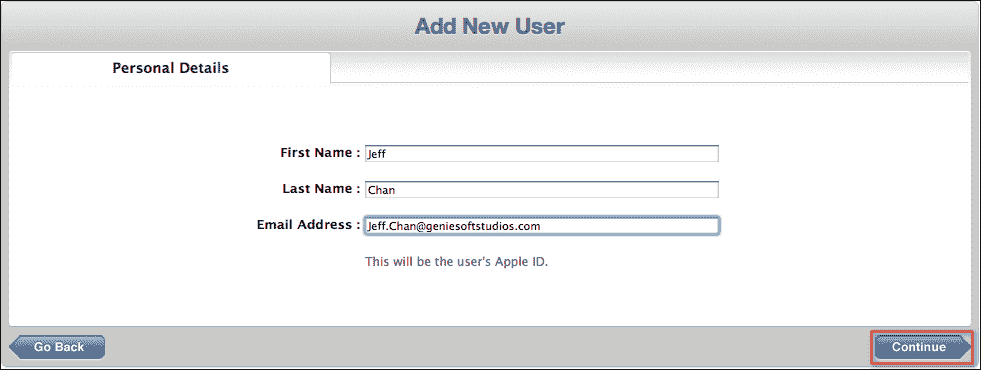 Add New User
Personal Details
First Name : Jeff
Last Name : Chan
Email Address : Jeff.Chan@geniesoftstudios.com
This will be the user's Apple ID.
Go Back
Continue